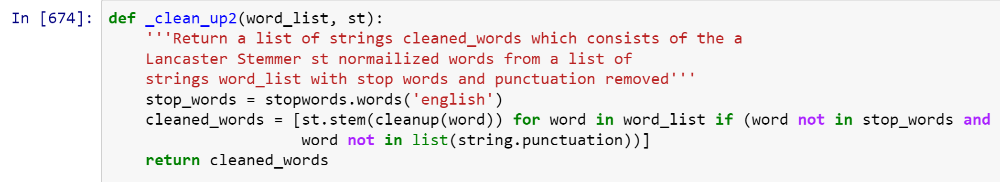 In [674]: def _clean_up2(word_list, st):
'''Return a list of strings cleaned_words which consists of the a
Lancaster Stemmer st normailized words from a list of
strings word_list with stop words and punctuation removed'''
stop_words = stopwords.words('english')
cleaned_words = [st.stem(cleanup(word)) for word in word_list if (word not in stop_words and
word not in list(string.punctuation))]
return cleaned_words